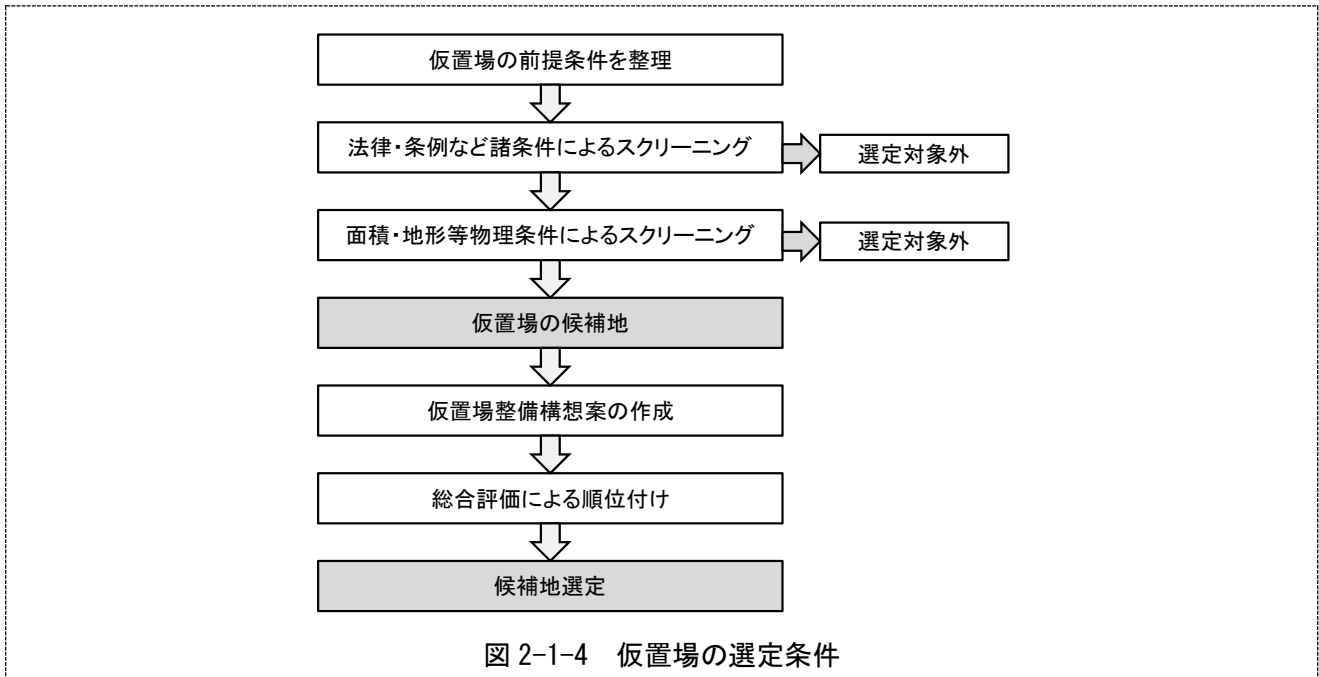 仮置場の前提条件を整理
法律・条例など諸条件によるスクリーニング
選定対象外
面積・地形等物理条件によるスクリーニング
選定対象外
仮置場の候補地
仮置場整備構想案の作成
総合評価による順位付け
候補地選定
図 2-1-4　仮置場の選定条件